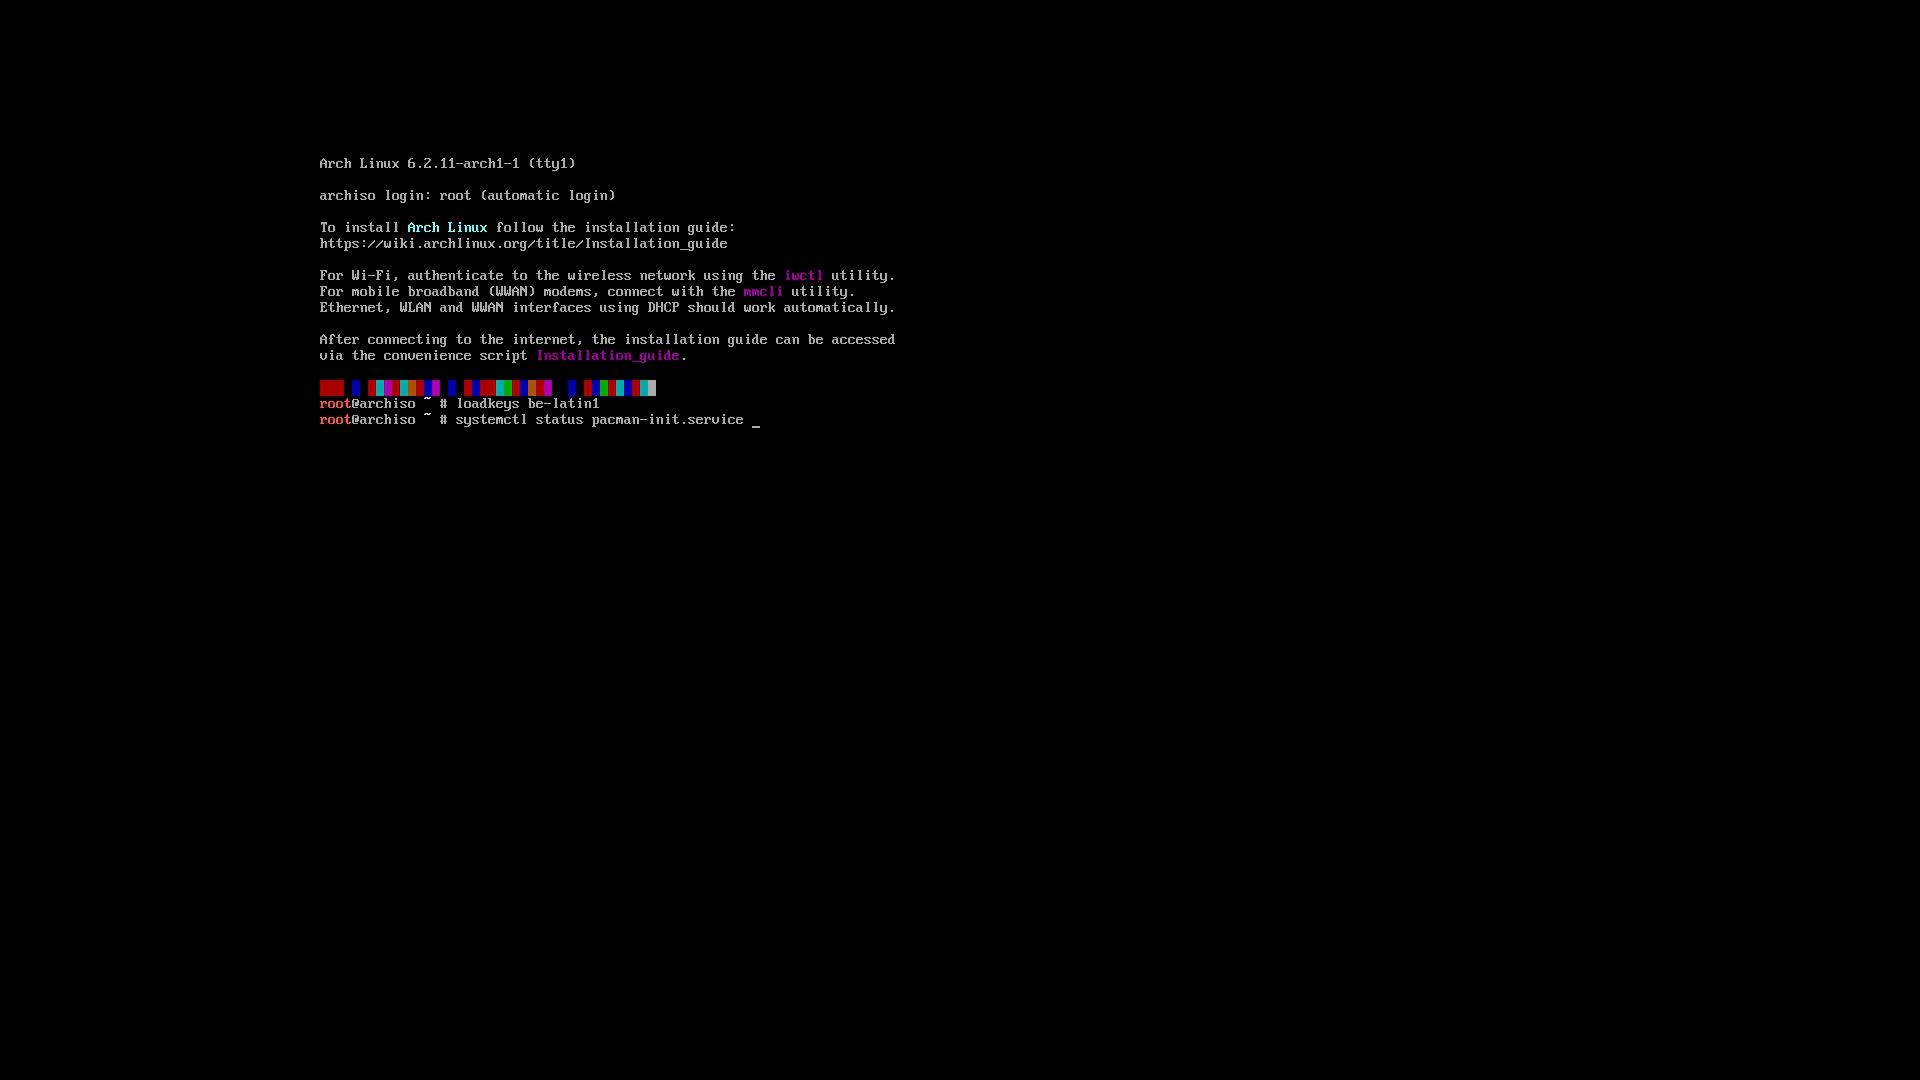 Arch Linux 6.2.11-arch1-1 (tty1)
archiso login: root (automatic login)
To install Arch Linux follow the installation guide:
https://wiki.archlinux.org/title/Installation_guide
For Wi-Fi, authenticate to the wireless network using the iwctl utility.
For mobile broadband (WWAN) modems, connect with the mmcli utility.
Ethernet, WLAN and WWAN interfaces using DHCP should work automatically.
After connecting to the internet, the installation guide can be accessed
via the convenience script Installation_guide.
root@archiso ~ # loadkeys be-latin1
root@archiso ~ # systemctl status pacman-init.service _